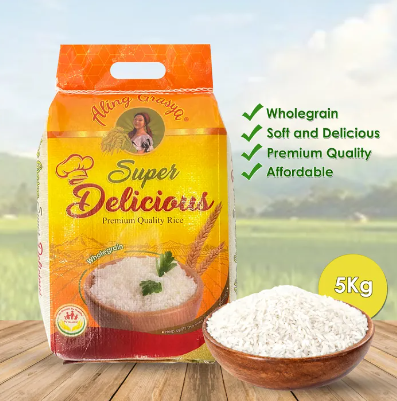 Aling Grasya®
Super
Delicious
Premium Quality Rice
Wholegrain
Wholegrain
Soft and Delicious
Premium Quality
Affordable
5Kg